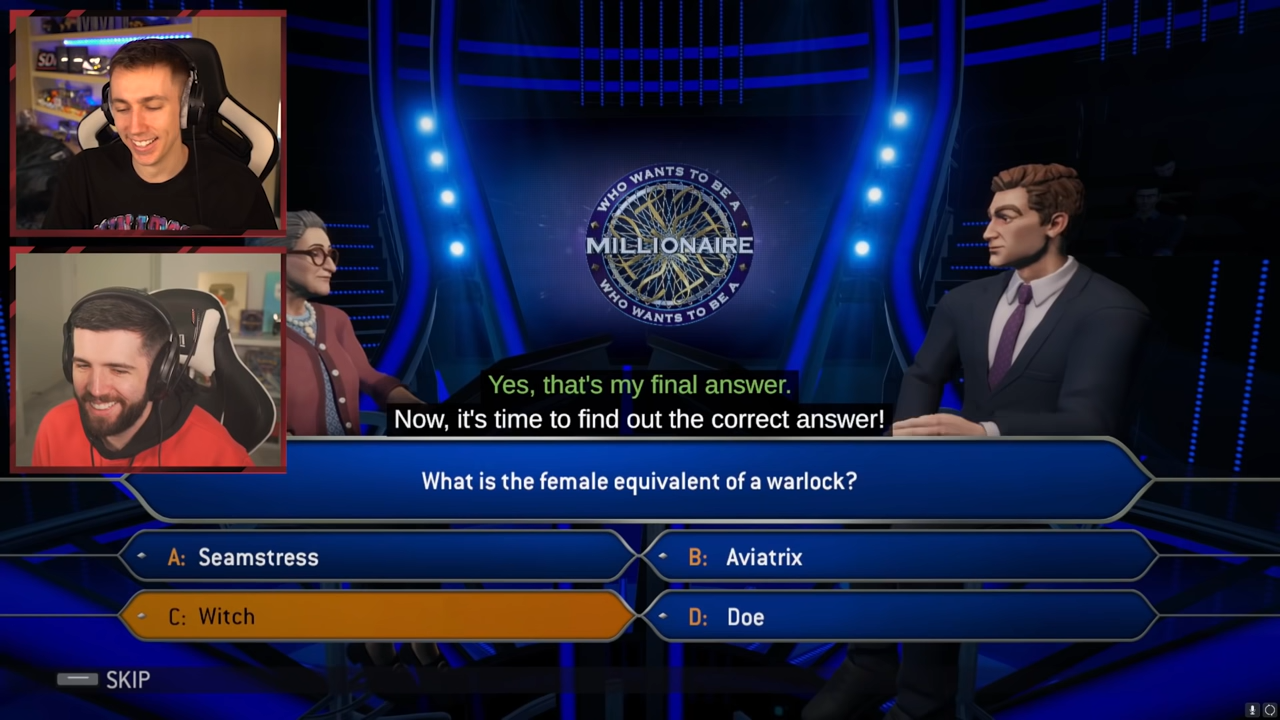 SD
WHO WANTS TO BE A
MILLIONAIRE
WHO WANTS TO BE A
Yes, that's my final answer.
Now, it's time to find out the correct answer!
What is the female equivalent of a warlock?
A: Seamstress
B: Aviatrix
C: Witch
D: Doe
SKIP